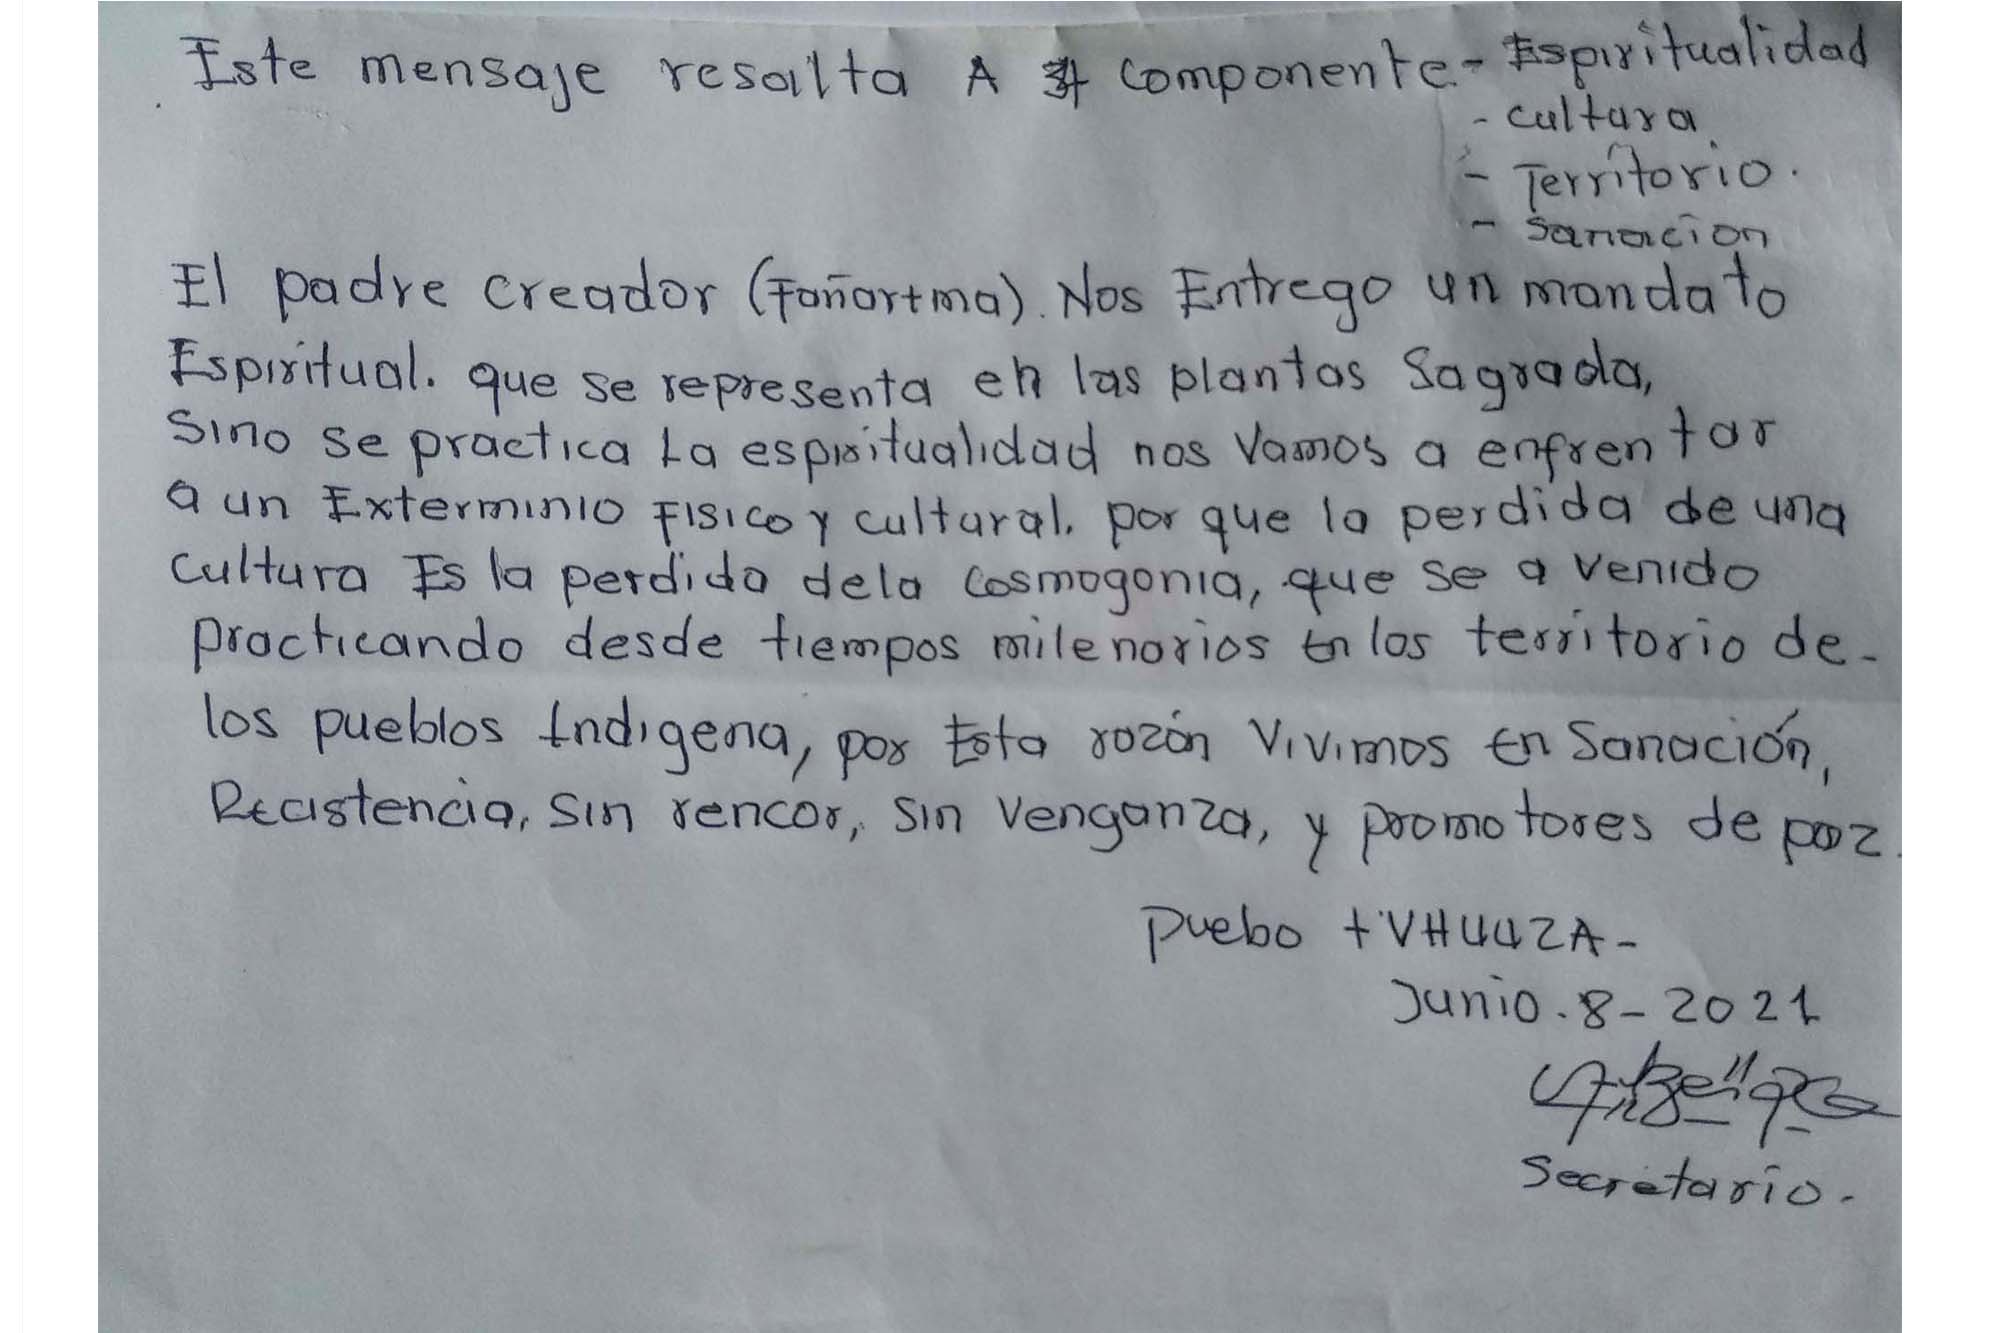 Este mensaje resalta A 4 componente - Espiritualidad
- cultura
- Territorio.
- Sanacion
El padre creador (Fañartma). Nos Entrego un mandato
Espiritual. que se representa en las plantas Sagrada,
Sino se practica La espiritualidad nos Vamos a enfrentar
a un Exterminio Fisico y cultural. por que la perdida de una
cultura Es la perdida dela cosmogonia, que se a venido
practicando desde tiempos milenarios En los territorio de-
los pueblos Indigena, por Esta razón Vivimos En Sanación,
Recistencia, Sin rencor, Sin Venganza, y promotores de paz.
Puebo +VH44ZA-
Junio. 8 - 2021
Secretario.